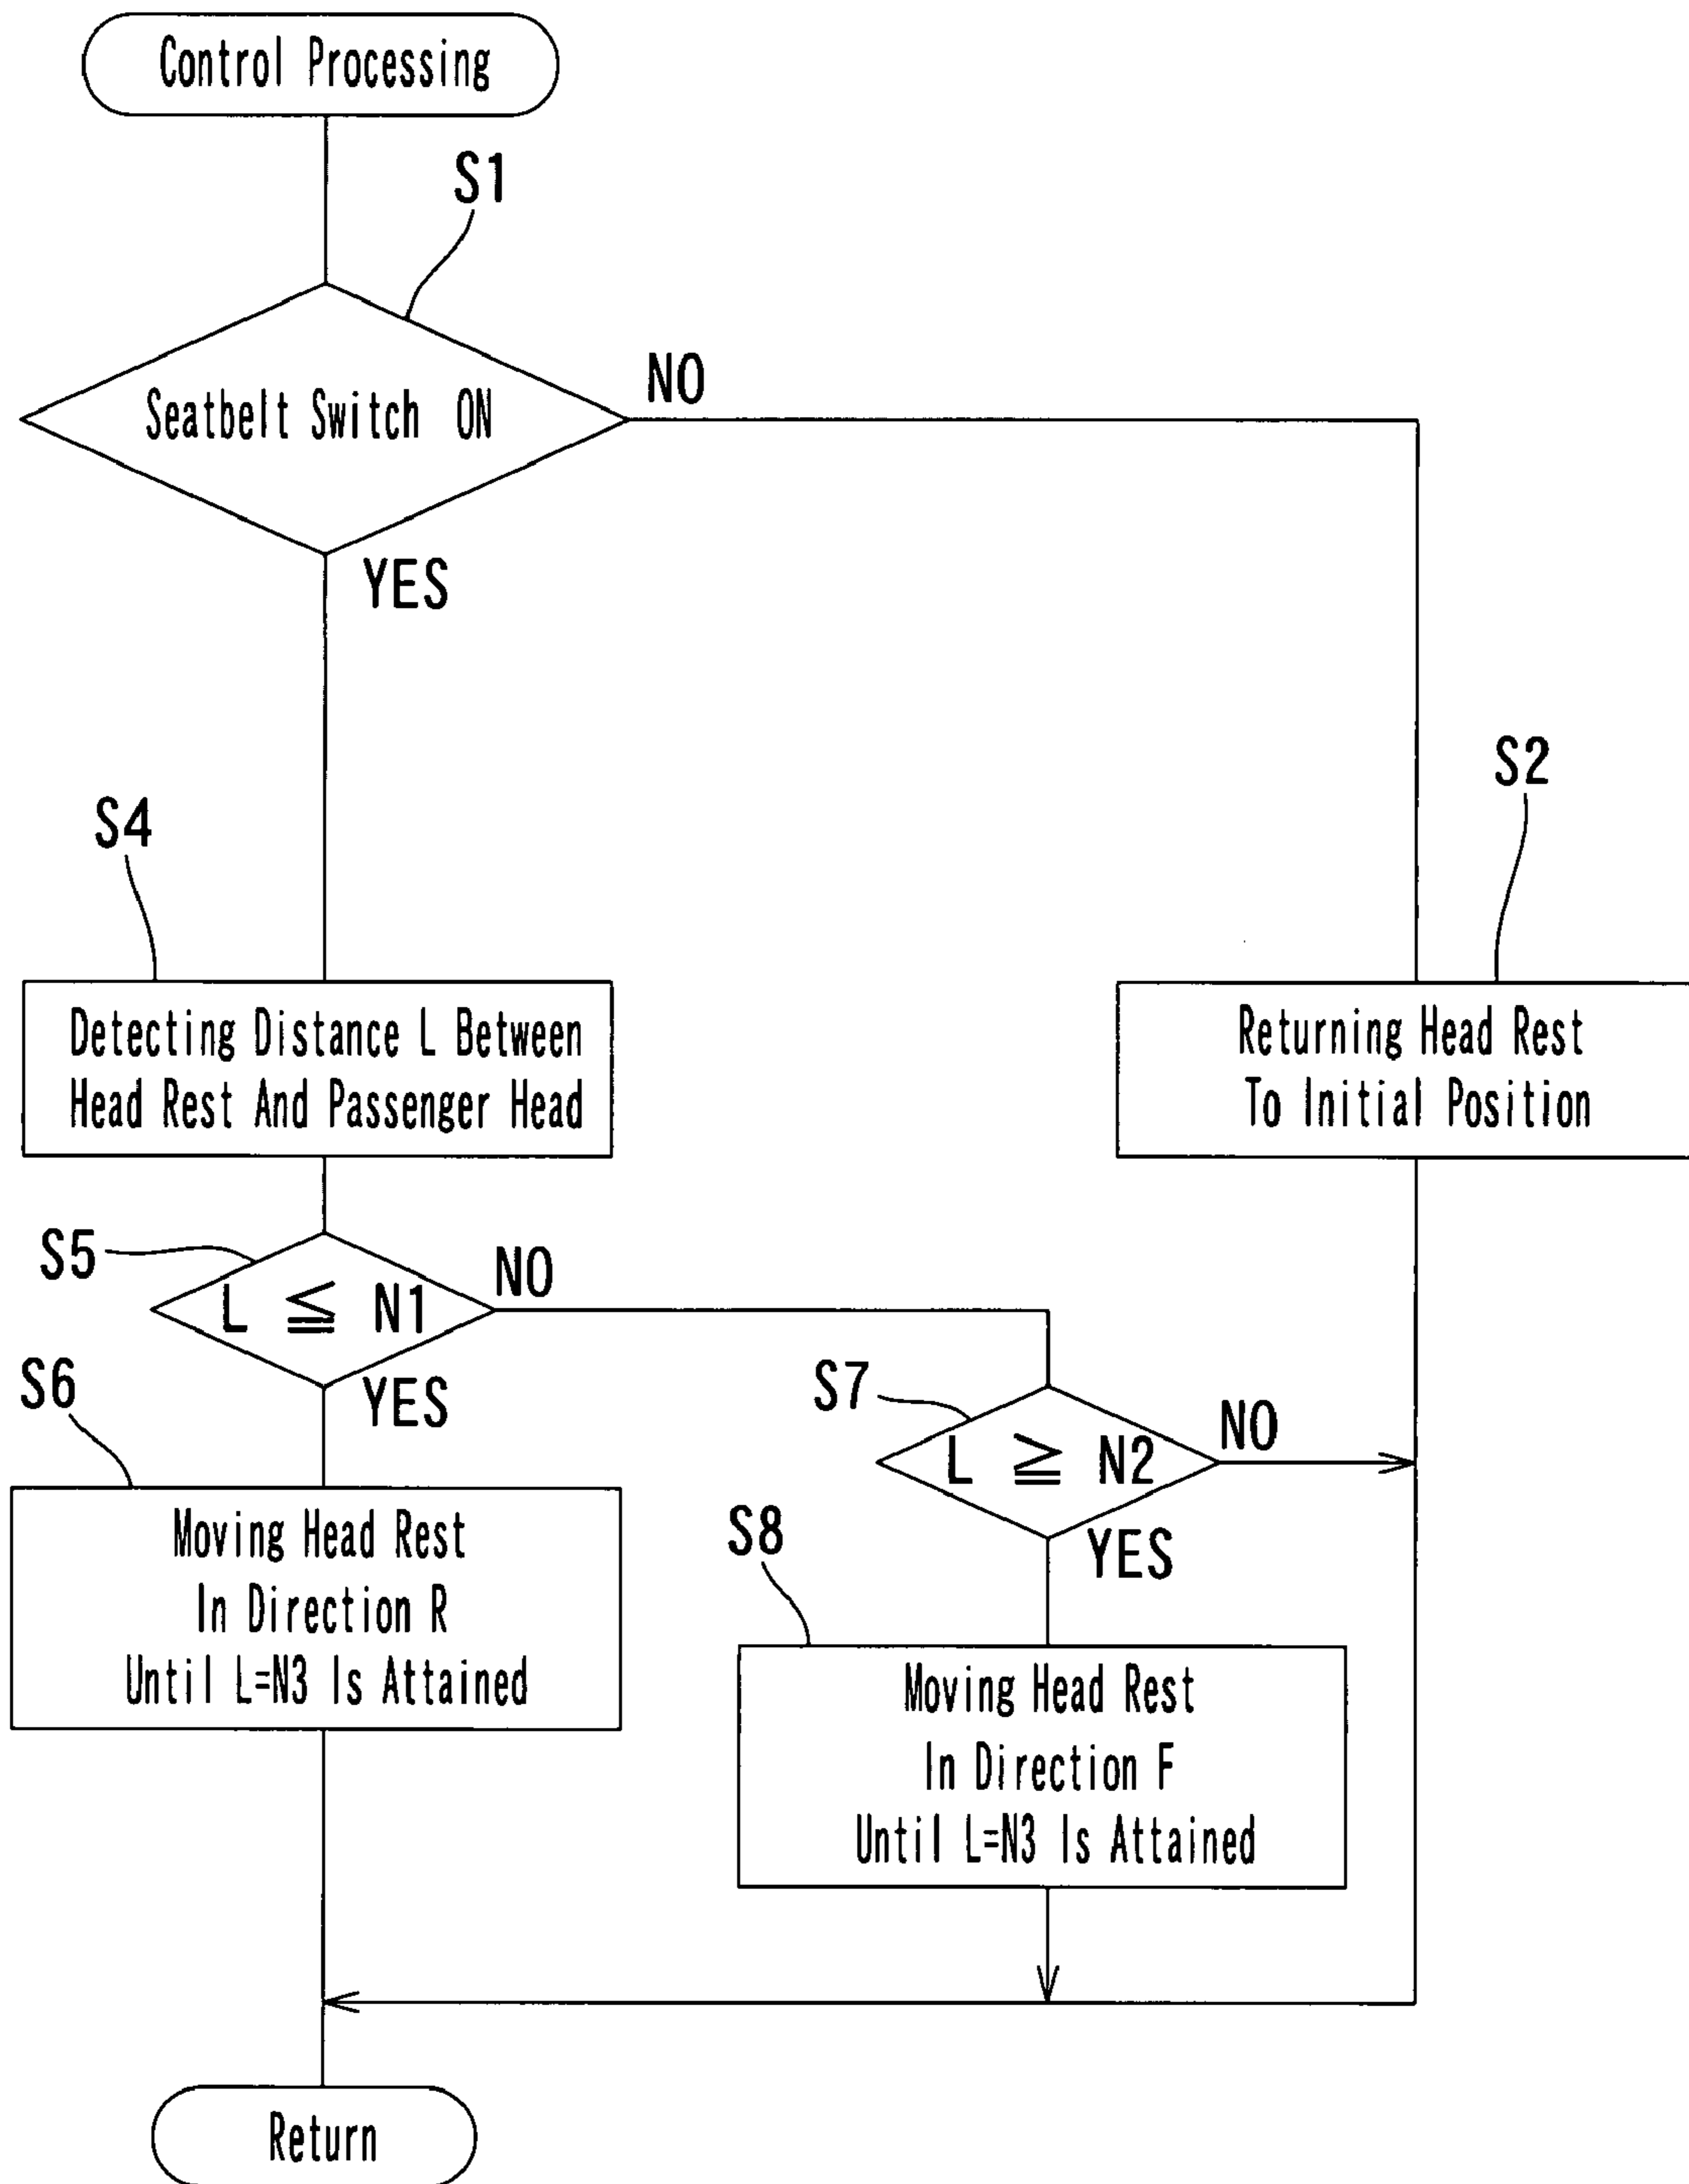 Control Processing
S1
Seatbelt Switch ON
NO
YES
S2
S4
Detecting Distance L Between
Head Rest And Passenger Head
Returning Head Rest
To Initial Position
S5
L ≦ N1
NO
YES
S6
Moving Head Rest
In Direction R
Until L=N3 Is Attained
S7
L ≧ N2
NO
YES
S8
Moving Head Rest
In Direction F
Until L=N3 Is Attained
Return